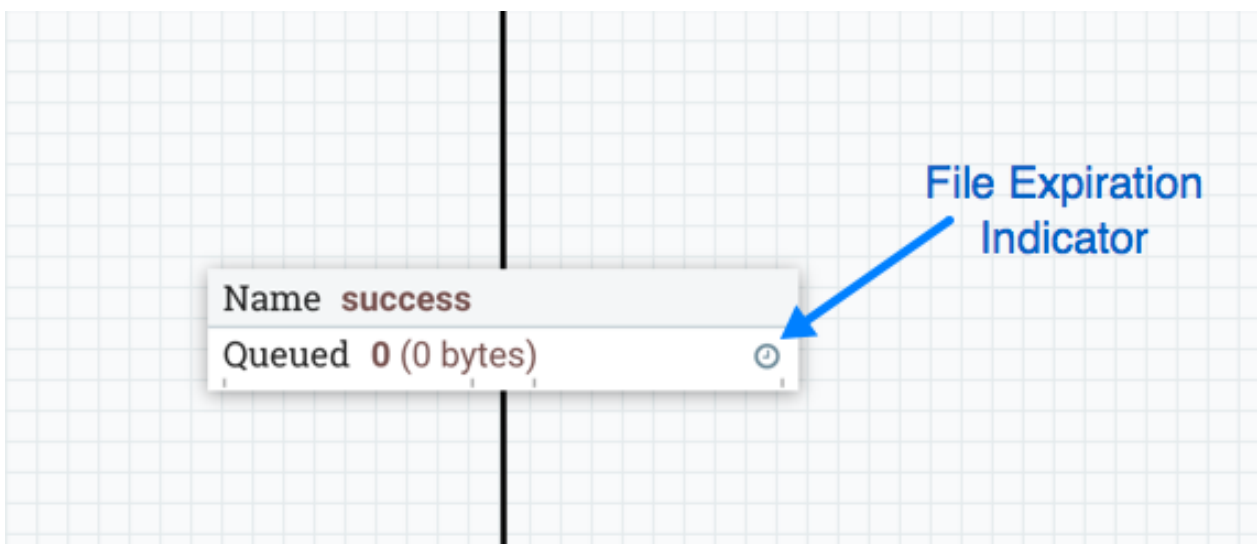 File Expiration
Indicator
Name success
Queued 0 (0 bytes)